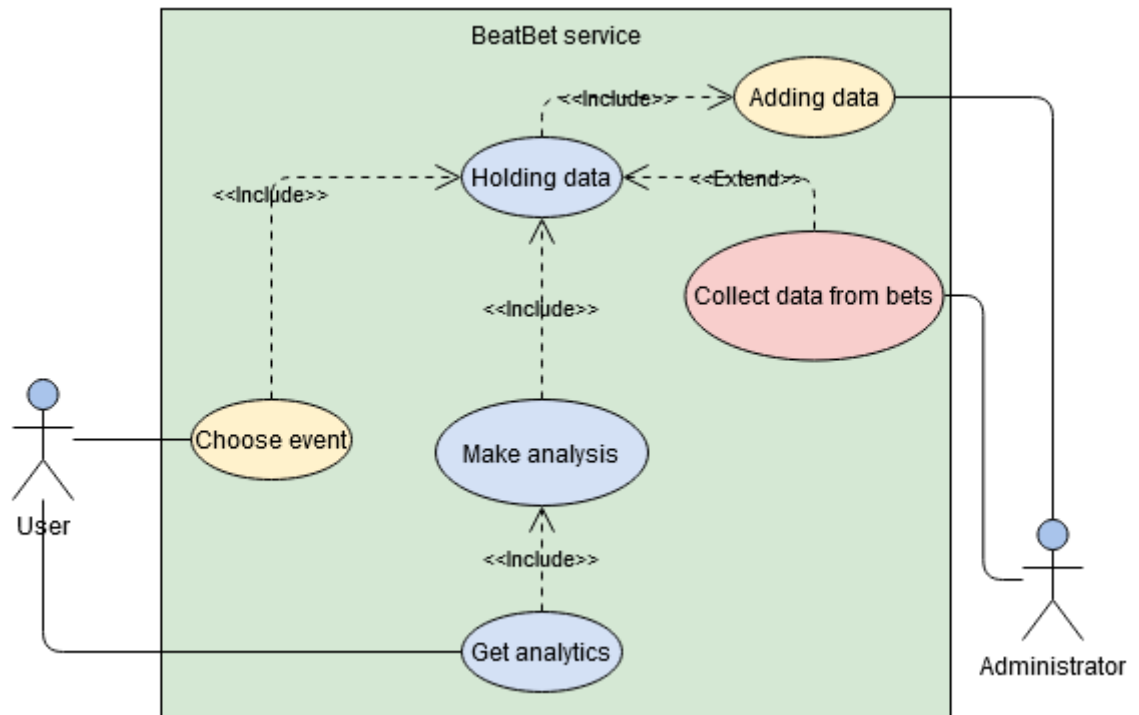 BeatBet service
<<Include>>
Adding data
Holding data
<<Extend>>
<<Include>>
Collect data from bets
<<Include>>
Choose event
Make analysis
User
<<Include>>
Get analytics
Administrator